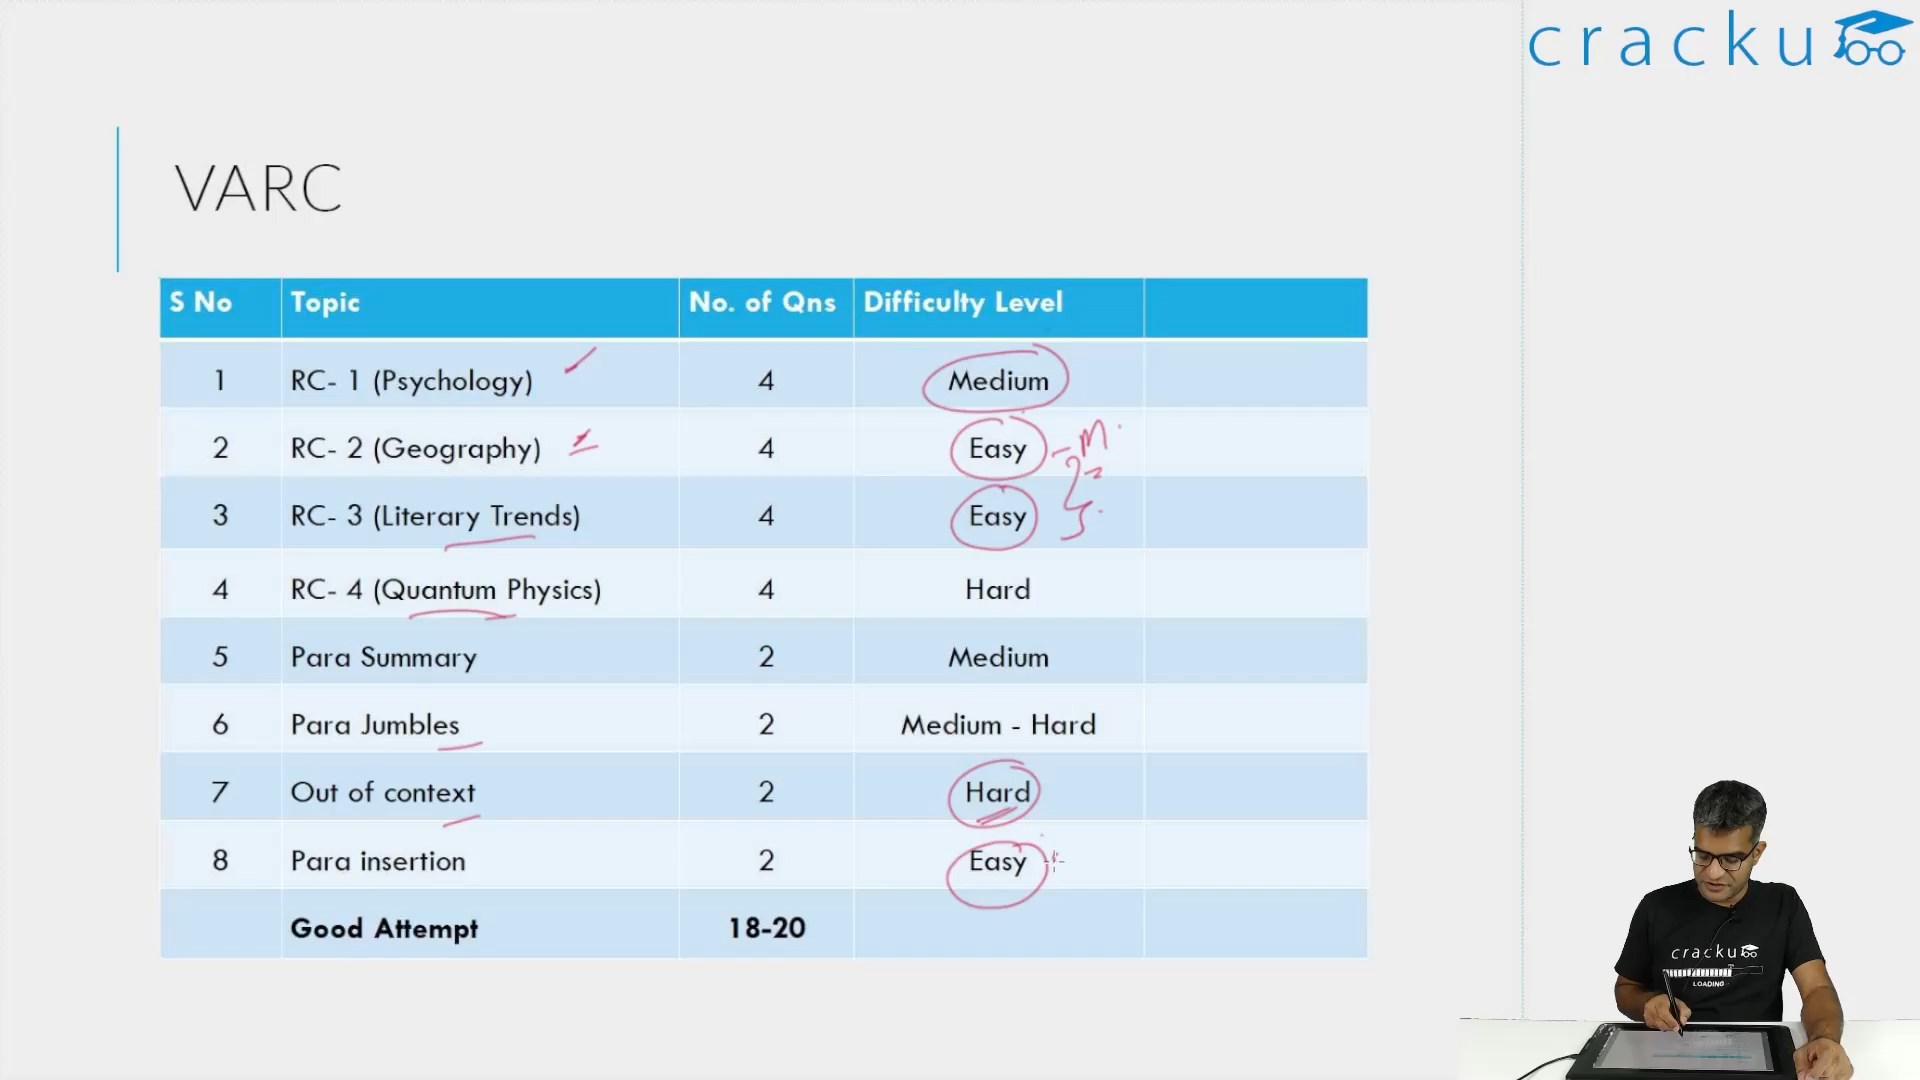 cracku
VARC
S No Topic No. of Qns Difficulty Level
1 RC- 1 (Psychology) 4 Medium
2 RC- 2 (Geography) 4 Easy - M.
3 RC- 3 (Literary Trends) 4 Easy
4 RC- 4 (Quantum Physics) 4 Hard
5 Para Summary 2 Medium
6 Para Jumbles 2 Medium - Hard
7 Out of context 2 Hard
8 Para insertion 2 Easy
Good Attempt 18-20
cracku
LOADING